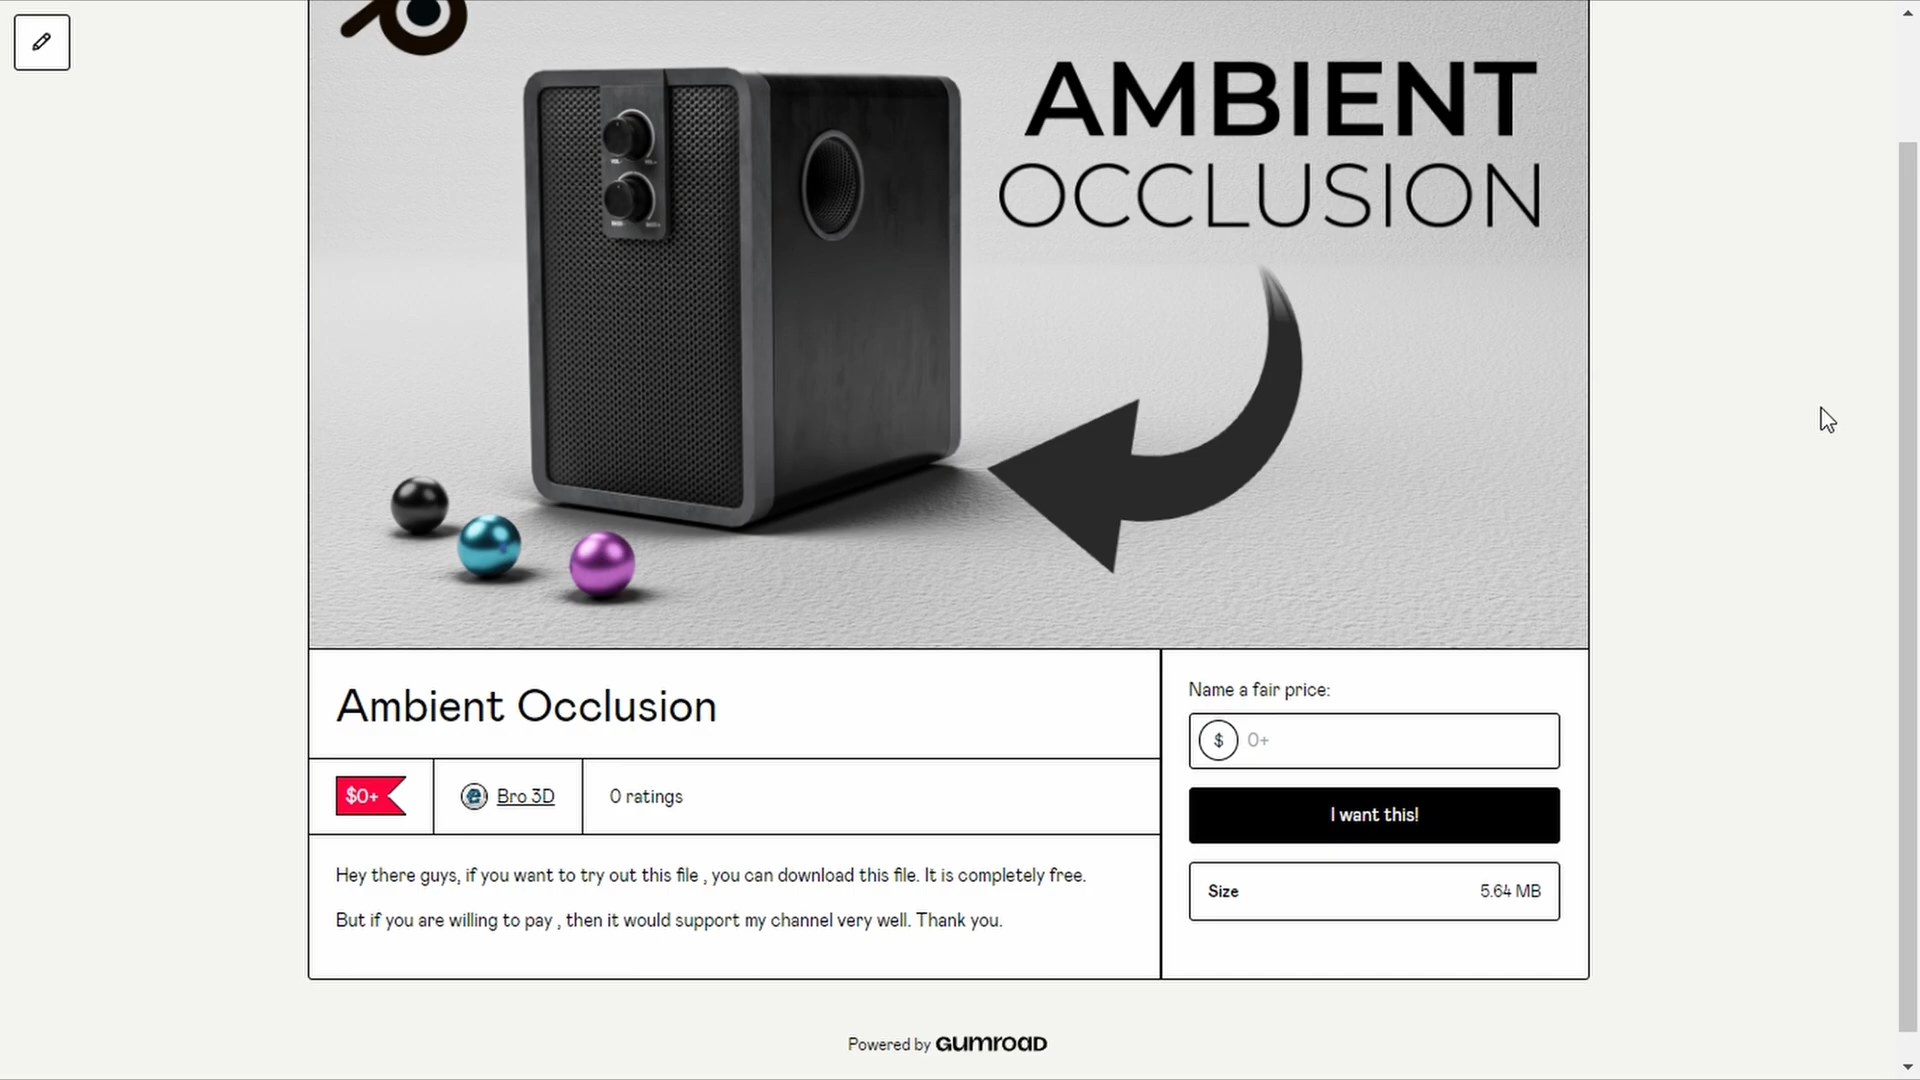 AMBIENT
OCCLUSION
Ambient Occlusion
$0+
Bro 3D
0 ratings
Hey there guys, if you want to try out this file , you can download this file. It is completely free.
But if you are willing to pay , then it would support my channel very well. Thank you.
Name a fair price:
$ 0+
I want this!
Size 5.64 MB
Powered by GUMROAD